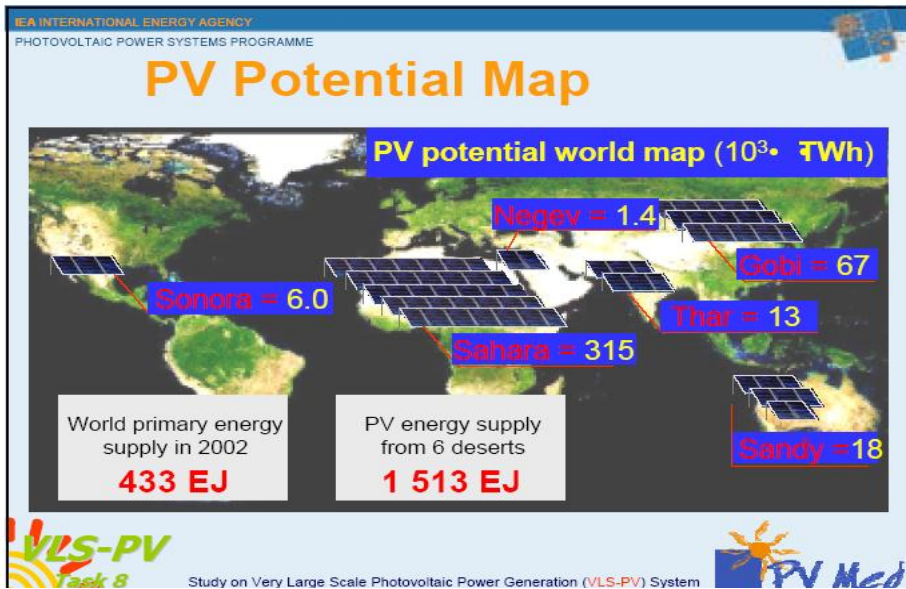 IEA INTERNATIONAL ENERGY AGENCY
PHOTOVOLTAIC POWER SYSTEMS PROGRAMME
PV Potential Map
PV potential world map (10³• TWh)
Negev = 1.4
Gobi = 67
Sonora = 6.0
Thar = 13
Sahara = 315
World primary energy
supply in 2002
433 EJ
PV energy supply
from 6 deserts
1 513 EJ
Sandy =18
VLS-PV
Task 8
Study on Very Large Scale Photovoltaic Power Generation (VLS-PV) System
PV Med